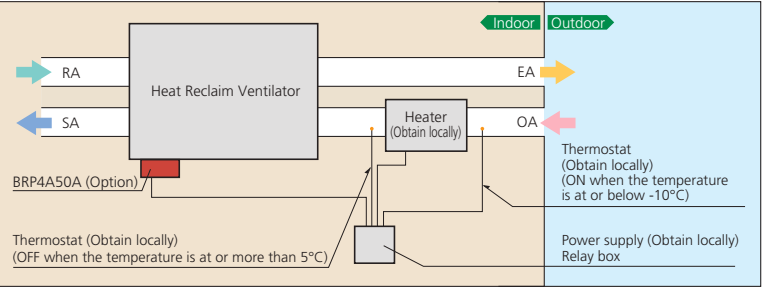 Indoor
Outdoor
RA
EA
Heat Reclaim Ventilator
SA
Heater
(Obtain locally)
OA
Thermostat
(Obtain locally)
(ON when the temperature
is at or below -10°C)
BRP4A50A (Option)
Thermostat (Obtain locally)
(OFF when the temperature is at or more than 5°C)
Power supply (Obtain locally)
Relay box